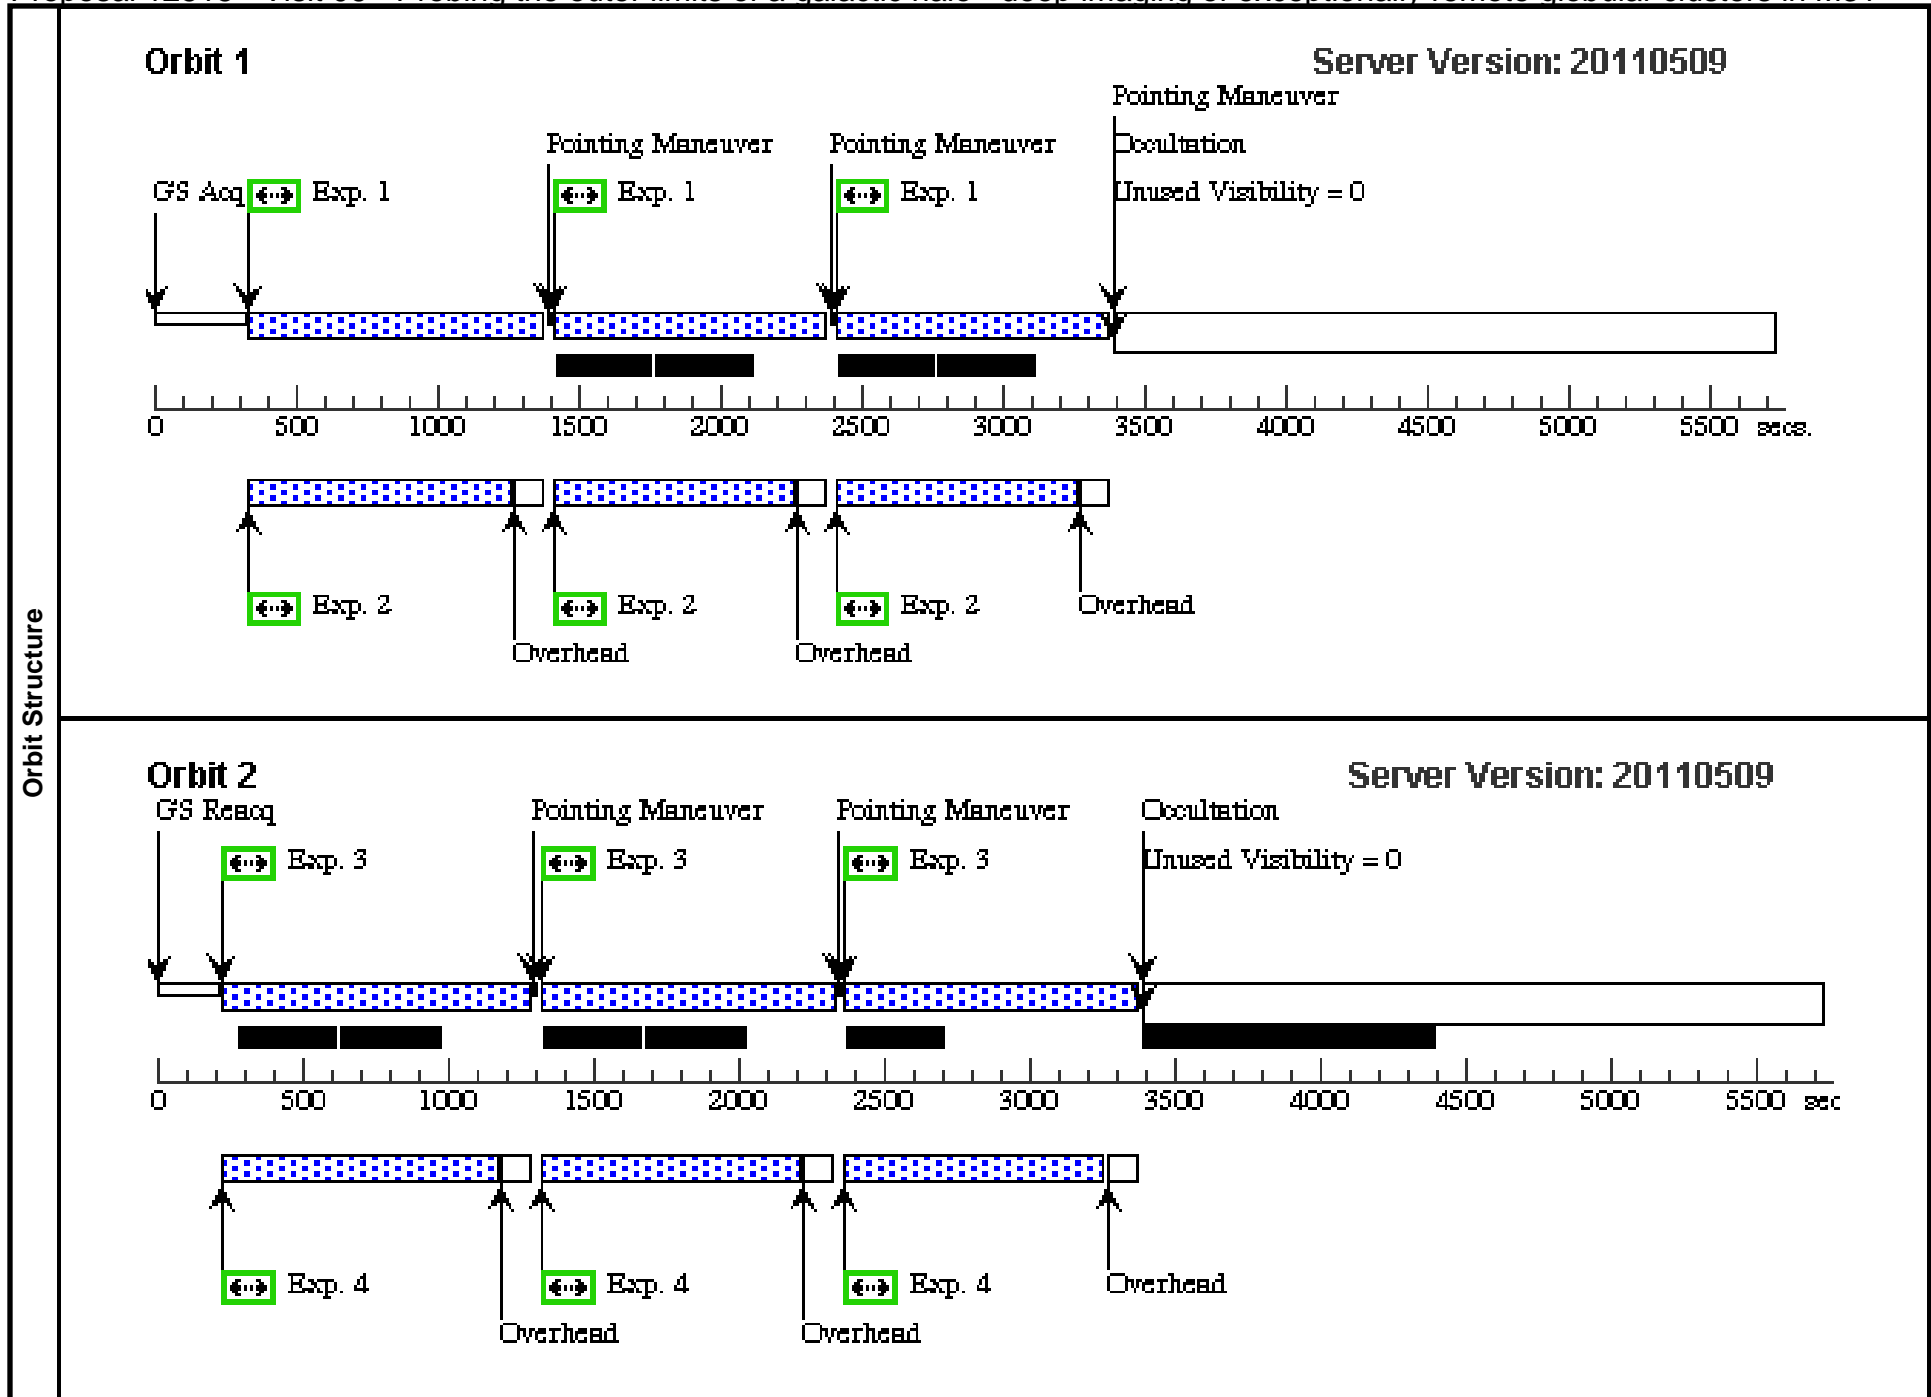 Orbit Structure
Orbit 1
Server Version: 20110509
Pointing Maneuver
Pointing Maneuver
Pointing Maneuver
Occultation
GS Acq
Exp. 1
Exp. 1
Exp. 1
Unused Visibility = 0
0 500 1000 1500 2000 2500 3000 3500 4000 4500 5000 5500 secs.
Exp. 2
Exp. 2
Exp. 2
Overhead
Overhead
Overhead
Orbit 2
Server Version: 20110509
GS Reacq
Pointing Maneuver
Pointing Maneuver
Occultation
Exp. 3
Exp. 3
Exp. 3
Unused Visibility = 0
0 500 1000 1500 2000 2500 3000 3500 4000 4500 5000 5500 sec
Exp. 4
Exp. 4
Exp. 4
Overhead
Overhead
Overhead